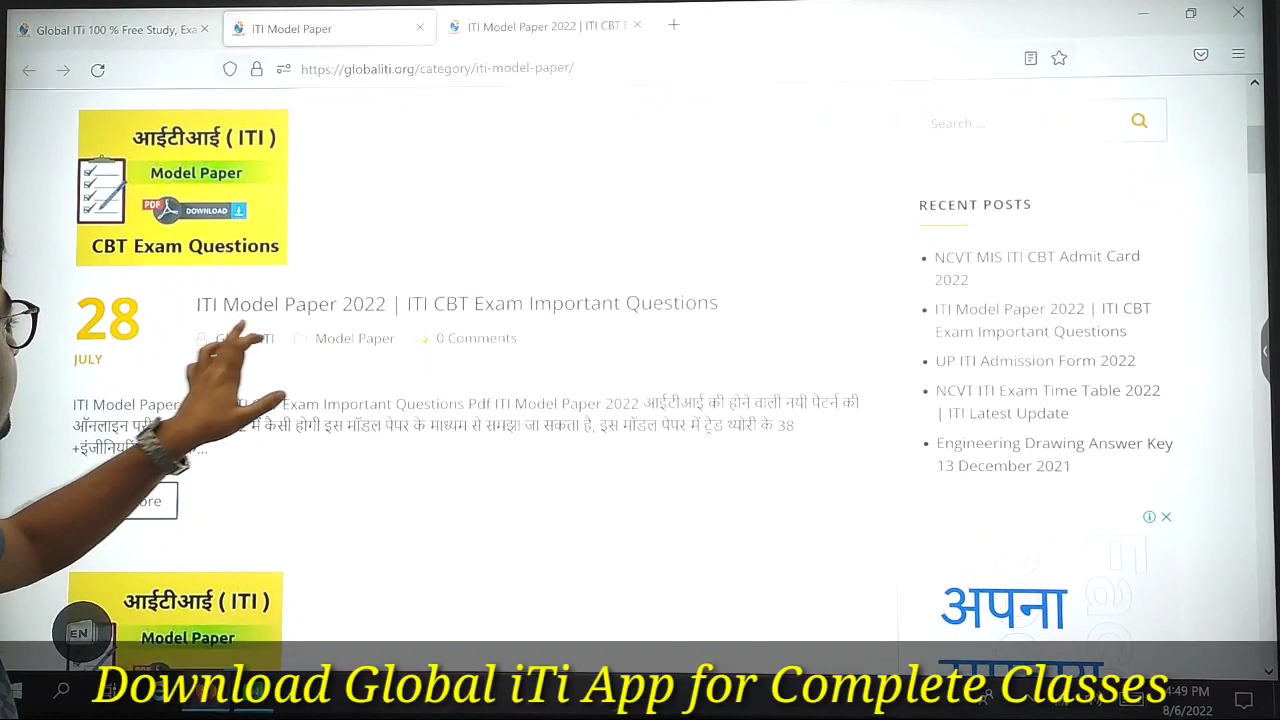 Global ITi 100 % Free Study, Exa
ITI Model Paper
ITI Model Paper 2022 | ITI CBT E
https://globaliti.org/category/iti-model-paper/
आईटीआई ( ITI )
Model Paper
PDF DOWNLOAD
CBT Exam Questions
Search ...
RECENT POSTS
NCVT MIS ITI CBT Admit Card
2022
ITI Model Paper 2022 | ITI CBT
Exam Important Questions
UP ITI Admission Form 2022
NCVT ITI Exam Time Table 2022
| ITI Latest Update
Engineering Drawing Answer Key
13 December 2021
28
JULY
ITI Model Paper 2022 | ITI CBT Exam Important Questions
Model Paper
0 Comments
ITI Model Paper Exam Important Questions Pdf ITI Model Paper 2022 आईटीआई की होने वाली नयी पेटर्न की
ऑनलाइन में कैसी होगी इस मॉडल पेपर के माध्यम से समझा जा सकता है, इस मॉडल पेपर में ट्रेड थ्योरी के 38
अपना
आईटीआई ( ITI )
EN
Model Paper
Download Global iTi App for Complete Classes
4:49 PM
8/6/2022